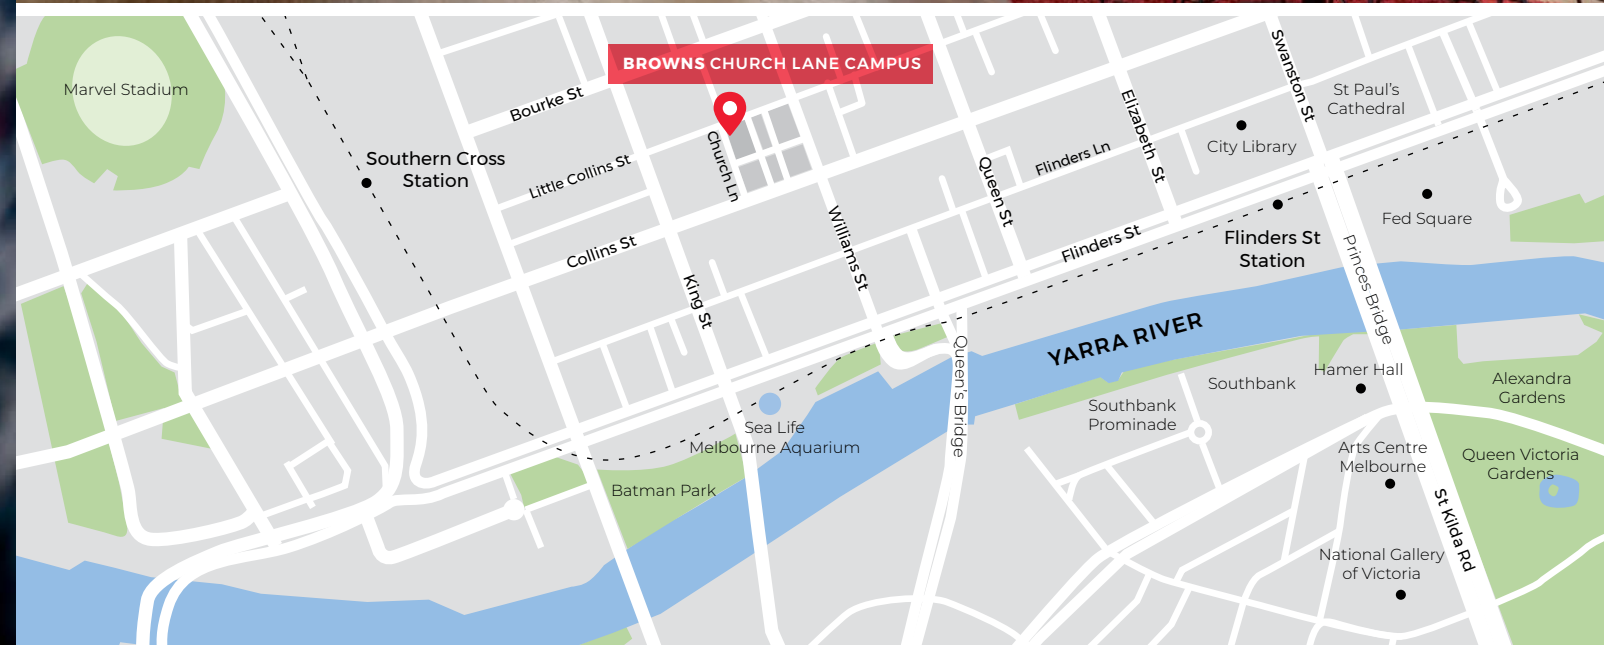 BROWNS CHURCH LANE CAMPUS
Marvel Stadium
Bourke St
Swanston St
St Paul's
Cathedral
Elizabeth St
City Library
Southern Cross
Station
Church Ln
Little Collins St
Flinders Ln
Queen St
Fed Square
Williams St
Collins St
Flinders St
Flinders St
Station
Princes Bridge
King St
YARRA RIVER
Queen's Bridge
Hamer Hall
Southbank
Alexandra
Gardens
Southbank
Prominade
Sea Life
Melbourne Aquarium
Arts Centre
Melbourne
Queen Victoria
Gardens
Batman Park
St Kilda Rd
National Gallery
of Victoria